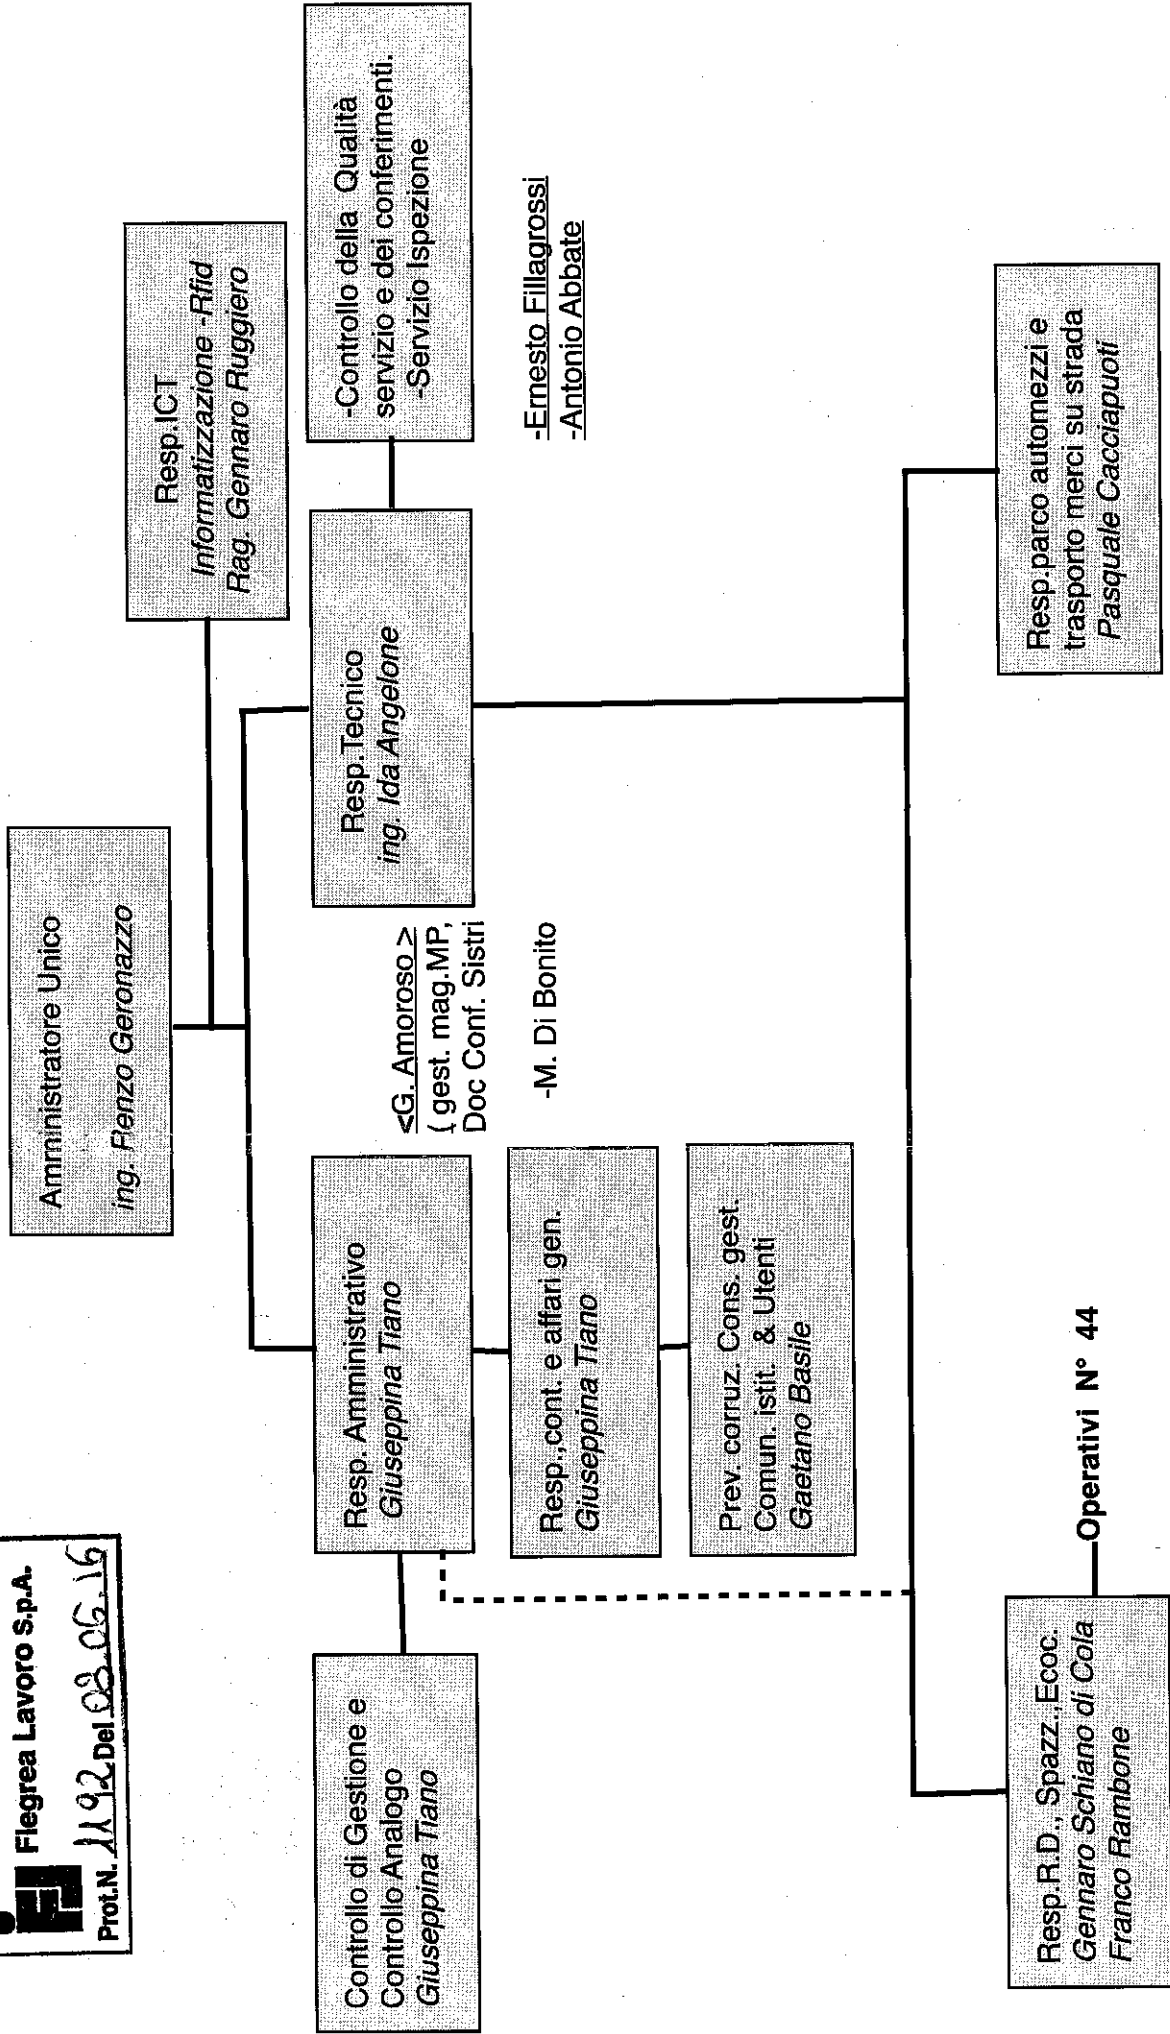 Flegrea Lavoro S.p.A.
Prot.N. 1192 Del 03.06.16
Amministratore Unico
ing. Renzo Geronazzo
Resp.ICT
Informatizzazione -Rfid
Rag. Gennaro Ruggiero
Controllo di Gestione e
Controllo Analogo
Giuseppina Tiano
Resp. Amministrativo
Giuseppina Tiano
<G. Amoroso >
( gest. mag.MP,
Doc Conf. Sistri
-M. Di Bonito
Resp.Tecnico
ing. Ida Angelone
-Controllo della Qualità
servizio e dei conferimenti.
-Servizio Ispezione
-Ernesto Fillagrossi
-Antonio Abbate
Resp.,cont. e affari gen.
Giuseppina Tiano
Prev. corruz. Cons. gest.
Comun. istit. & Utenti
Gaetano Basile
Resp.R.D., Spazz.,Ecoc.
Gennaro Schiano di Cola
Franco Rambone
Operativi N° 44
Resp.parco automezzi e
trasporto merci su strada
Pasquale Cacciapuoti